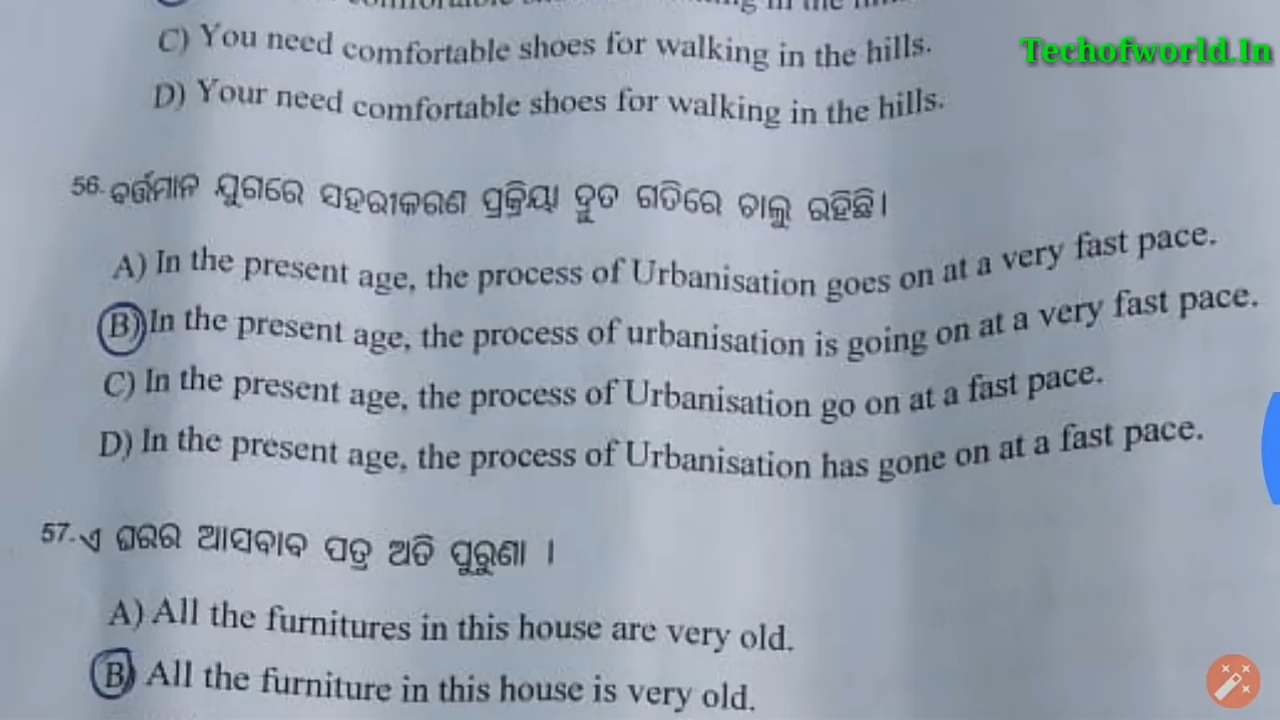 comfortable
in the
C) You need comfortable shoes for walking in the hills.
Techofworld.In
D) Your need comfortable shoes for walking in the hills.
56. ବର୍ତ୍ତମାନ ଯୁଗରେ ସହରୀକରଣ ପ୍ରକ୍ରିୟା ଦ୍ରୁତ ଗତିରେ ଚାଲୁ ରହିଛି।
A) In the present age, the process of Urbanisation goes on at a very fast pace.
B) In the present age, the process of urbanisation is going on at a very fast pace.
C) In the present age, the process of Urbanisation go on at a fast pace.
D) In the present age, the process of Urbanisation has gone on at a fast pace.
57. ଏ ଘରର ଆସବାବ ପତ୍ର ଅତି ପୁରୁଣା ।
A) All the furnitures in this house are very old.
B) All the furniture in this house is very old.